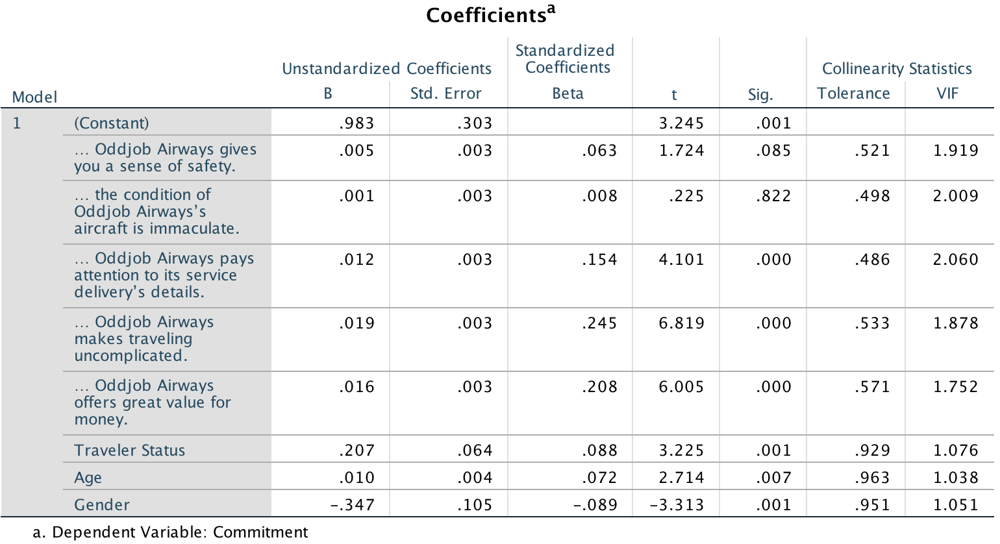 Coefficientsa
Unstandardized Coefficients Standardized Coefficients Collinearity Statistics
Model B Std. Error Beta t Sig. Tolerance VIF
1 (Constant) .983 .303 3.245 .001
… Oddjob Airways gives .005 .003 .063 1.724 .085 .521 1.919
you a sense of safety.
… the condition of .001 .003 .008 .225 .822 .498 2.009
Oddjob Airways’s
aircraft is immaculate.
… Oddjob Airways pays .012 .003 .154 4.101 .000 .486 2.060
attention to its service
delivery’s details.
… Oddjob Airways .019 .003 .245 6.819 .000 .533 1.878
makes traveling
uncomplicated.
… Oddjob Airways .016 .003 .208 6.005 .000 .571 1.752
offers great value for
money.
Traveler Status .207 .064 .088 3.225 .001 .929 1.076
Age .010 .004 .072 2.714 .007 .963 1.038
Gender –.347 .105 –.089 –3.313 .001 .951 1.051
a. Dependent Variable: Commitment